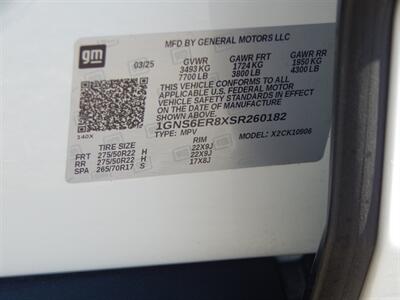 MFD BY GENERAL MOTORS LLC
gm
03/25 GVWR GAWR FRT GAWR RR
3493 KG 1724 KG 1950 KG
7700 LB 3800 LB 4300 LB
THIS VEHICLE CONFORMS TO ALL
APPLICABLE U.S. FEDERAL MOTOR
VEHICLE SAFETY STANDARDS IN EFFECT
ON THE DATE OF MANUFACTURE
SHOWN ABOVE.
1GNS6ER8XSR260182
TYPE: MPV MODEL: X2CK10906
140X
TIRE SIZE RIM
FRT 275/50R22 H 22X9J
RR 275/50R22 H 22X9J
SPA 265/70R17 S 17X8J